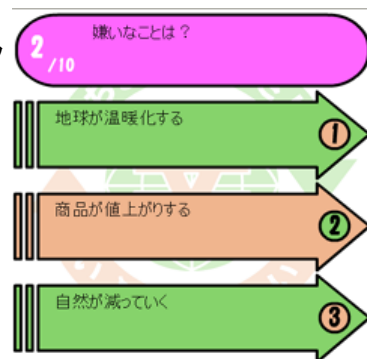 嫌いなことは?
2/10
地球が温暖化する
1
商品が値上がりする
2
自然が減っていく
3